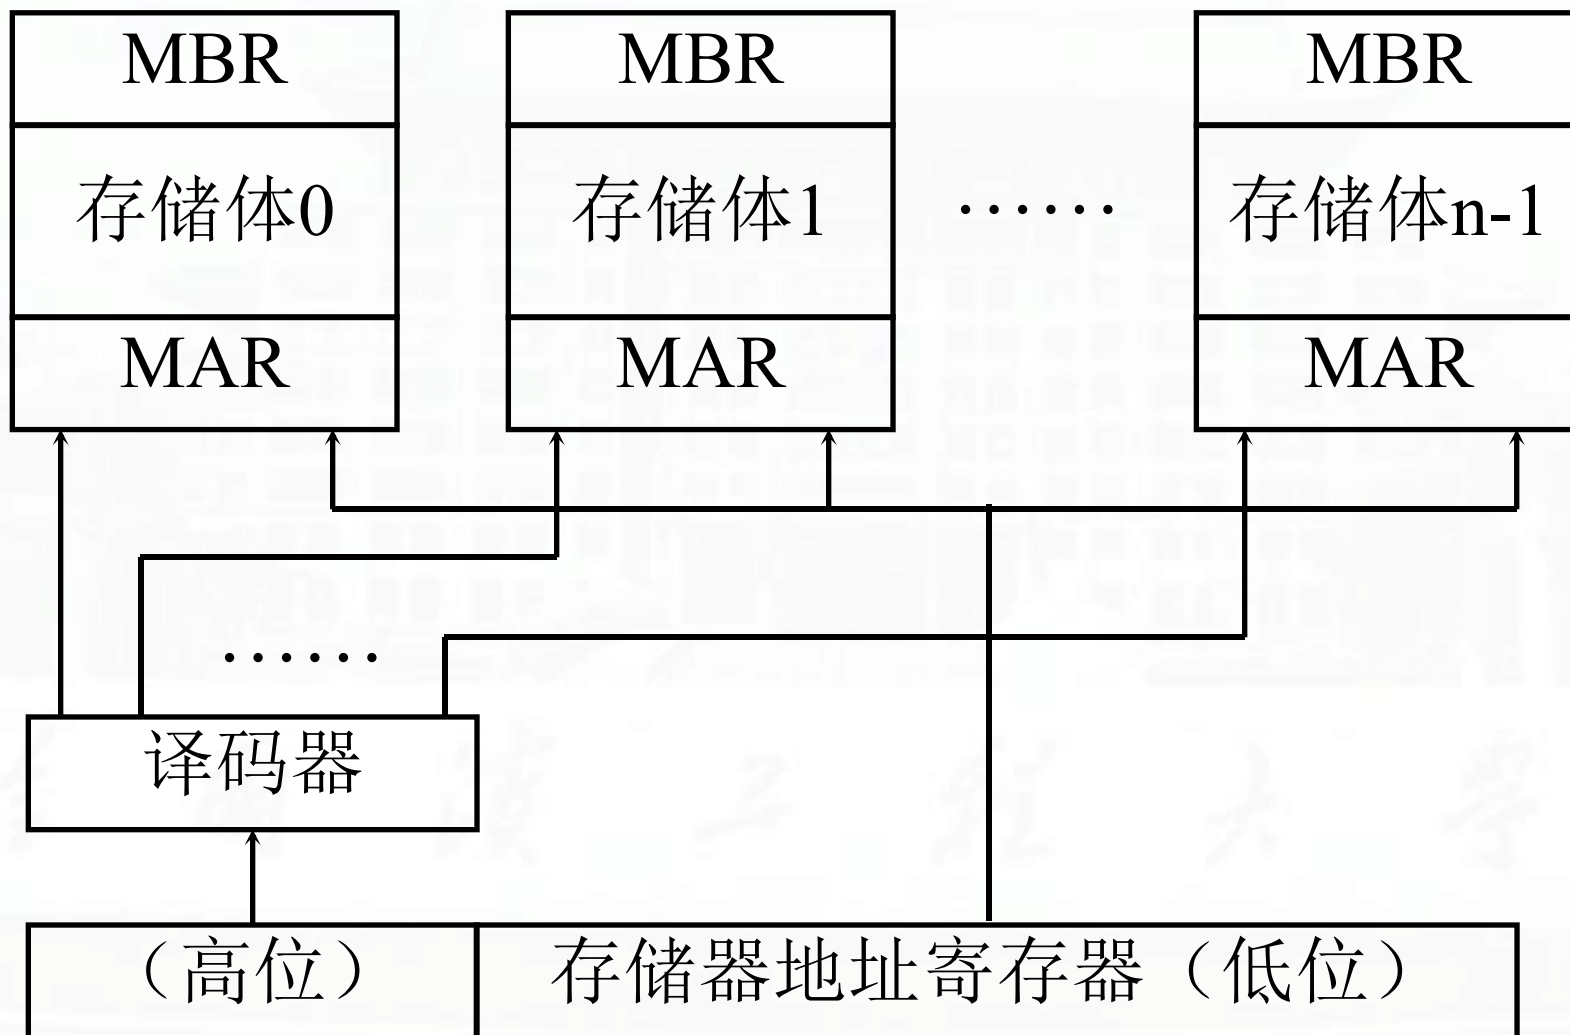 MBR MBR MBR
存储体0 存储体1 ······ 存储体n-1
MAR MAR MAR
······
译码器
（高位） 存储器地址寄存器（低位）